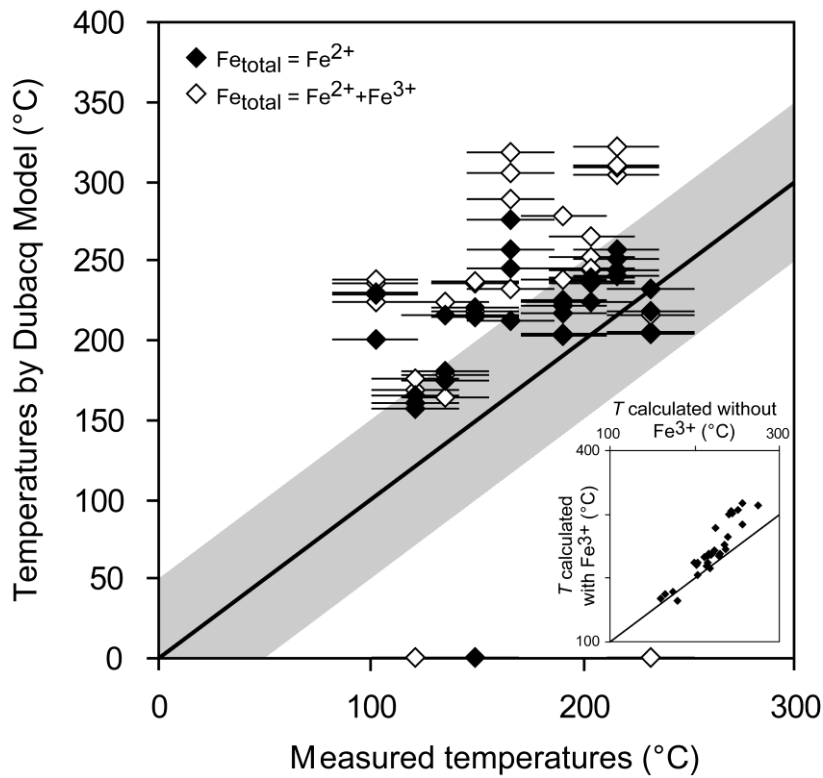 400
350
300
250
200
150
100
50
0
Temperatures by Dubacq Model (°C)
Fetotal = Fe2+
Fetotal = Fe2++Fe3+
T calculated without
Fe3+ (°C)
100
300
400
T calculated
with Fe3+ (°C)
100
0
100
200
300
Measured temperatures (°C)